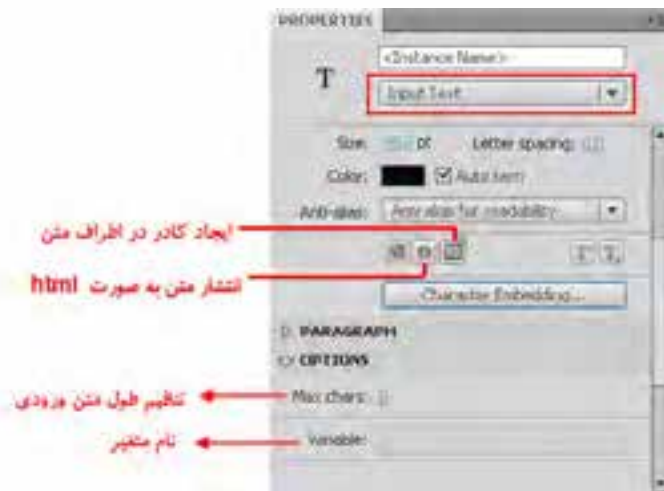 PROPERTIES
T
<Instance Name>
Input Text
Size: pt Letter spacing:
Color: Auto kern
Anti-alias: Anti-alias for readability
ایجاد کادر در اطراف متن
انتشار متن به صورت html
Character Embedding...
PARAGRAPH
OPTIONS
Max chars:
تنظیم طول متن ورودی
Variable:
نام متغیر